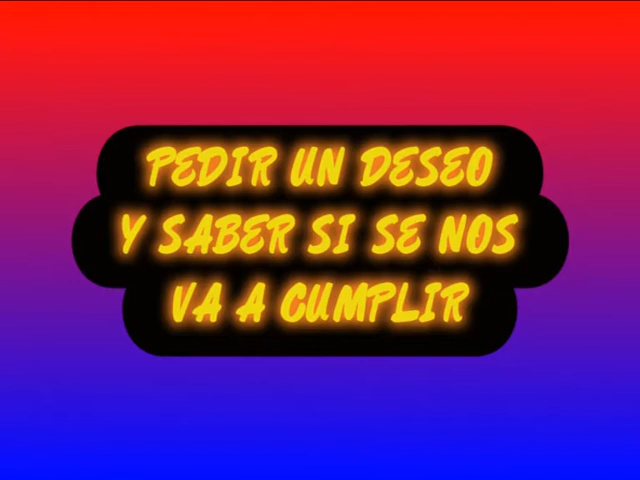 PEDIR UN DESEO
Y SABER SI SE NOS
VA A CUMPLIR